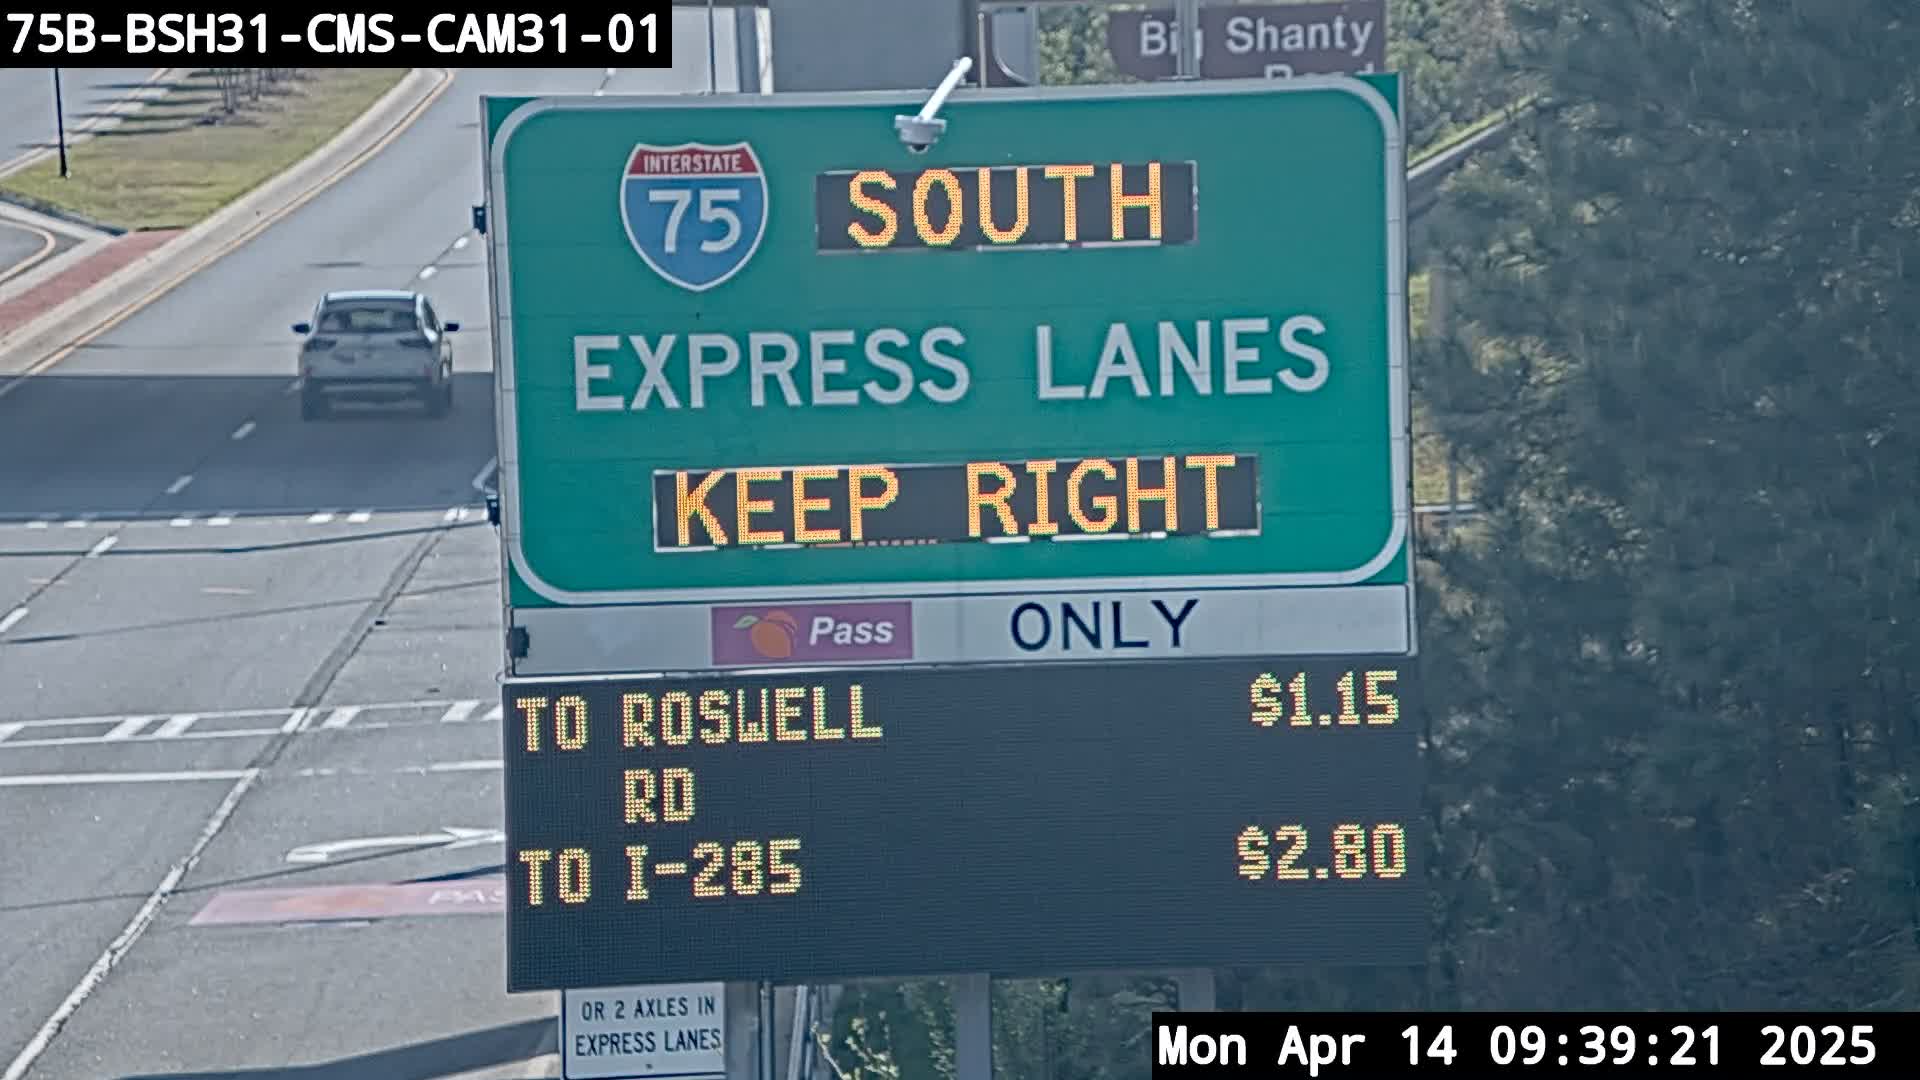 75B-BSH31-CMS-CAM31-01
Big Shanty
Road
INTERSTATE
75
SOUTH
EXPRESS LANES
KEEP RIGHT
Pass ONLY
TO ROSWELL $1.15
RD
TO I-285 $2.80
PAS
OR 2 AXLES IN
EXPRESS LANES
Mon Apr 14 09:39:21 2025